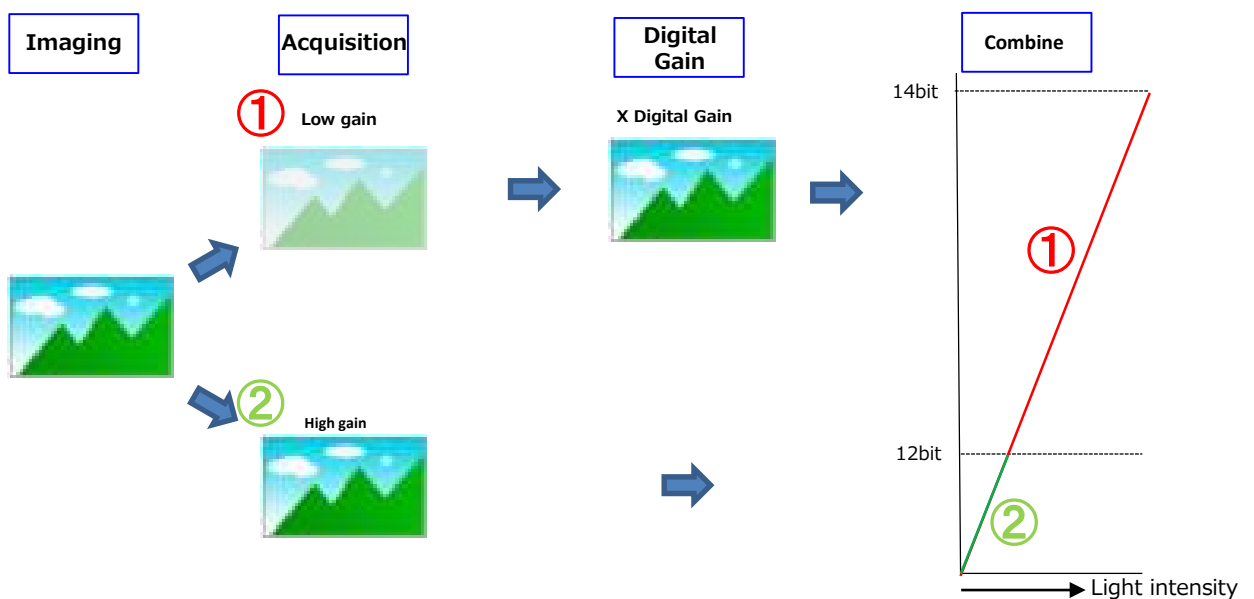 Imaging
Acquisition
Digital
Gain
Combine
① Low gain
X Digital Gain
② High gain
14bit
①
12bit
②
Light intensity